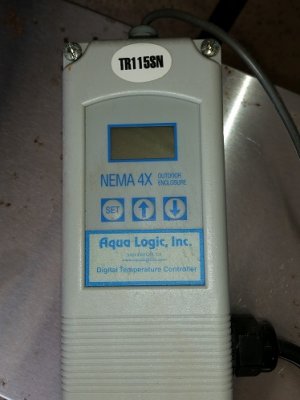 TR115SN
NEMA 4X OUTDOOR
ENCLOSURE
SET
Aqua Logic, Inc.
Digital Temperature Controller